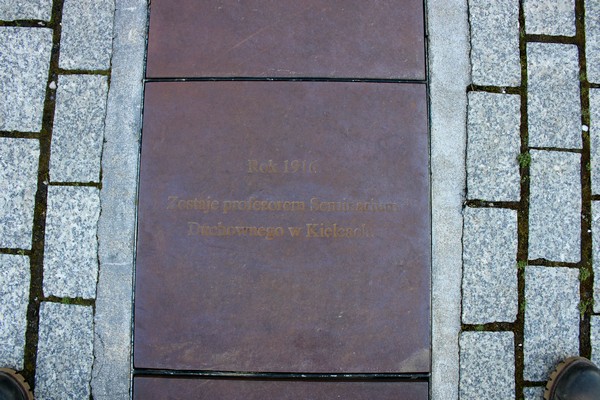 Rok 1916
Zostaje profesorem Seminarium
Duchownego w Kielcach